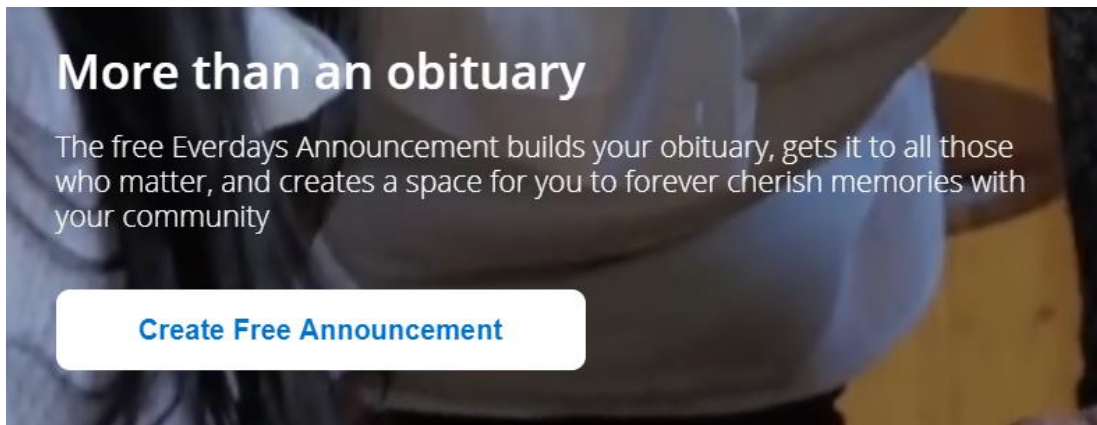 More than an obituary
The free Everdays Announcement builds your obituary, gets it to all those
who matter, and creates a space for you to forever cherish memories with
your community
Create Free Announcement